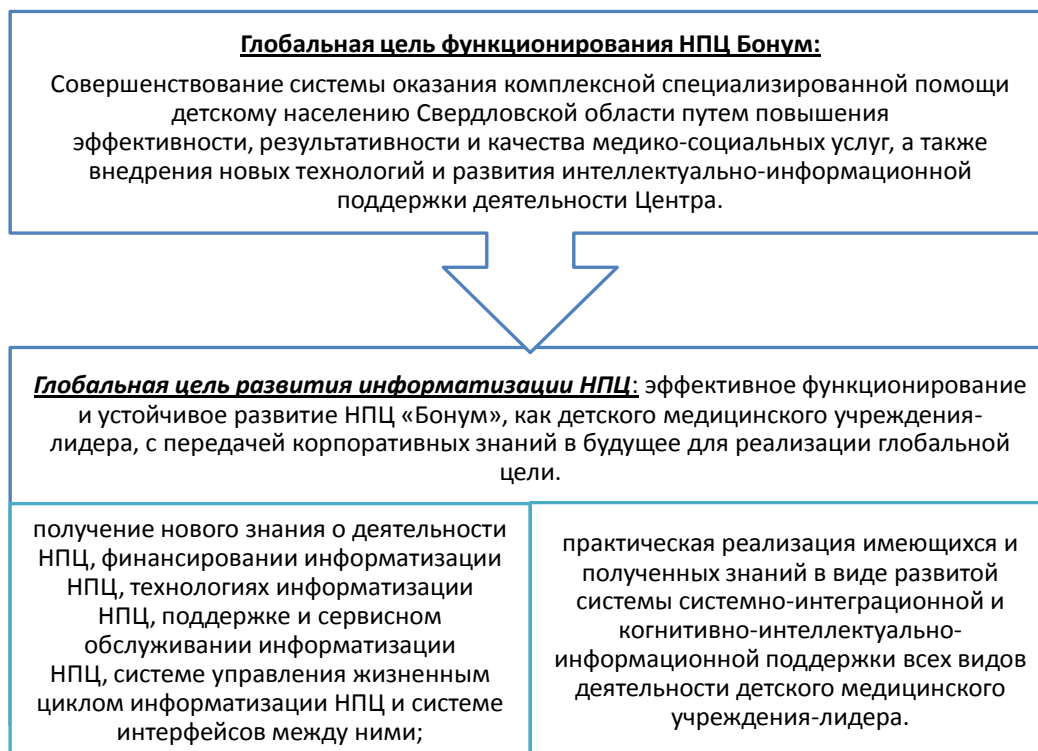 Глобальная цель функционирования НПЦ Бонум:
Совершенствование системы оказания комплексной специализированной помощи
детскому населению Свердловской области путем повышения
эффективности, результативности и качества медико-социальных услуг, а также
внедрения новых технологий и развития интеллектуально-информационной
поддержки деятельности Центра.
Глобальная цель развития информатизации НПЦ: эффективное функционирование
и устойчивое развитие НПЦ «Бонум», как детского медицинского учреждения-
лидера, с передачей корпоративных знаний в будущее для реализации глобальной
цели.
получение нового знания о деятельности
НПЦ, финансировании информатизации
НПЦ, технологиях информатизации
НПЦ, поддержке и сервисном
обслуживании информатизации
НПЦ, системе управления жизненным
циклом информатизации НПЦ и системе
интерфейсов между ними;
практическая реализация имеющихся и
полученных знаний в виде развитой
системы системно-интеграционной и
когнитивно-интеллектуально-
информационной поддержки всех видов
деятельности детского медицинского
учреждения-лидера.